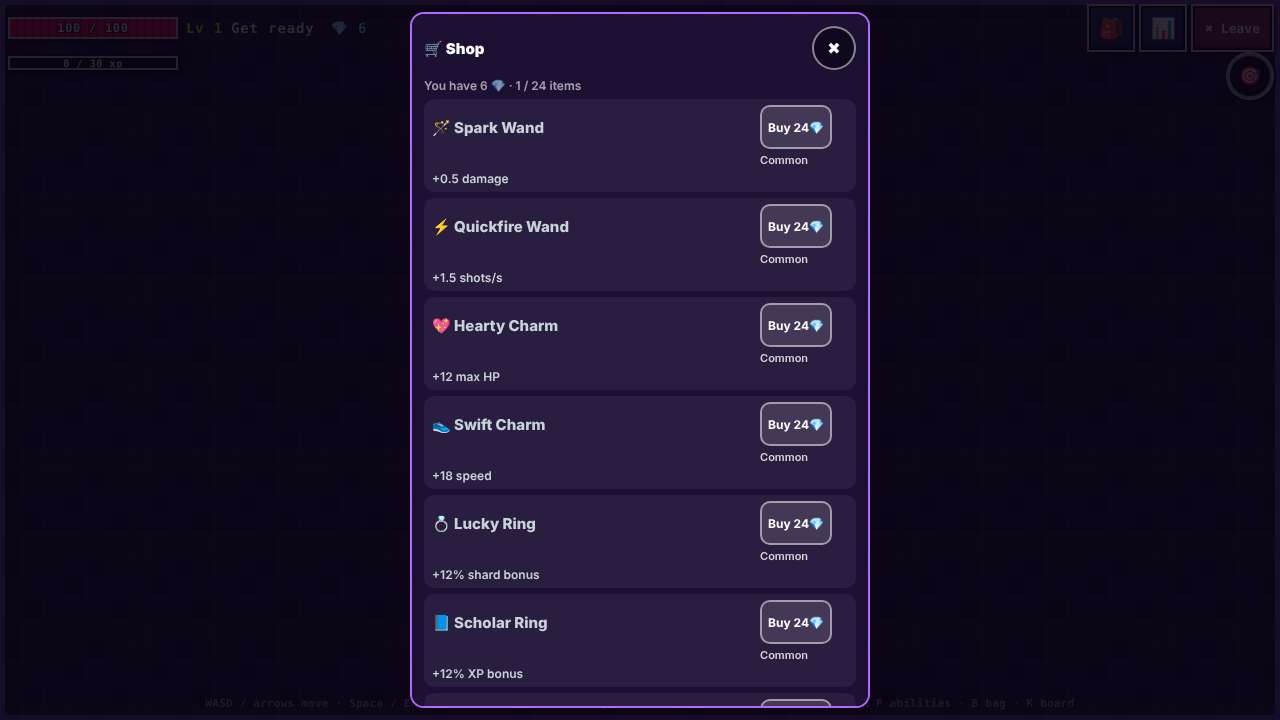 100 / 100 Lv 1 Get ready 💎 6
✖ Leave
0 / 30 xp
🛒 Shop
✖
You have 6 💎 · 1 / 24 items
🪄 Spark Wand
Buy 24💎
Common
+0.5 damage
⚡ Quickfire Wand
Buy 24💎
Common
+1.5 shots/s
💖 Hearty Charm
Buy 24💎
Common
+12 max HP
👟 Swift Charm
Buy 24💎
Common
+18 speed
💍 Lucky Ring
Buy 24💎
Common
+12% shard bonus
📘 Scholar Ring
Buy 24💎
Common
+12% XP bonus
WASD / arrows move · Space / F abilities · B bag · K board